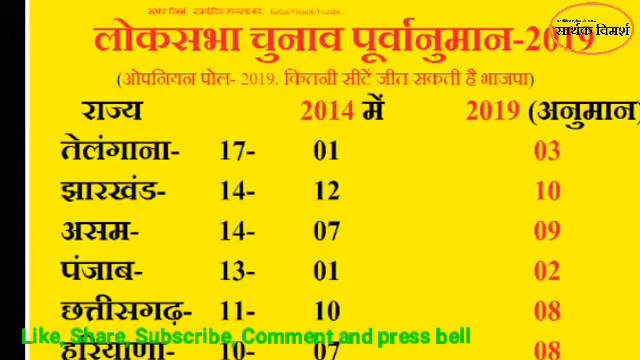 सार्थक विमर्श
लोकसभा चुनाव पूर्वानुमान-2019
(ओपनियन पोल- 2019. कितनी सीटें जीत सकती है भाजपा)
राज्य 2014 में 2019 (अनुमान)
तेलंगाना- 17- 01 03
झारखंड- 14- 12 10
असम- 14- 07 09
पंजाब- 13- 01 02
छत्तीसगढ़- 11- 10 08
Like, Share, Subscribe, Comment and press bell
हरियाणा- 10- 07 08